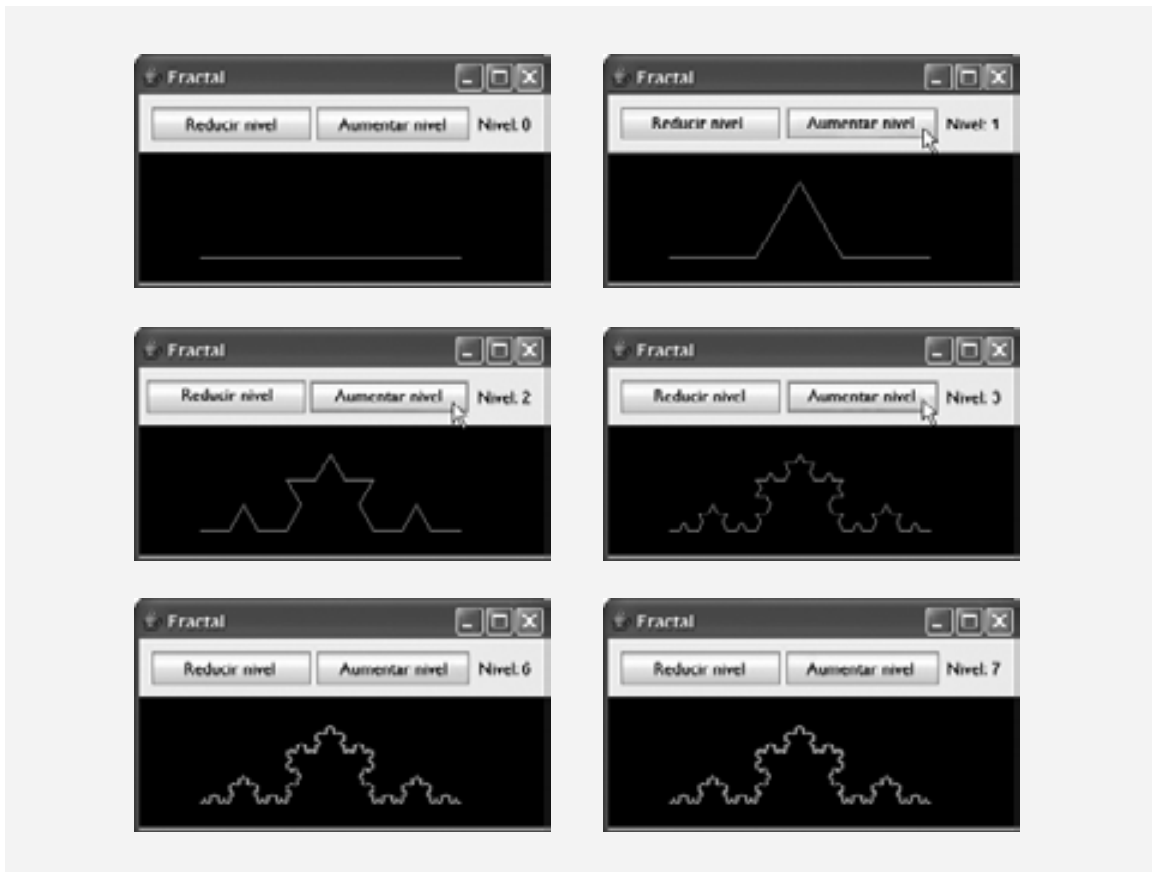 Fractal
Reducir nivel Aumentar nivel Nivel: 0
Fractal
Reducir nivel Aumentar nivel Nivel: 1
Fractal
Reducir nivel Aumentar nivel Nivel: 2
Fractal
Reducir nivel Aumentar nivel Nivel: 3
Fractal
Reducir nivel Aumentar nivel Nivel: 6
Fractal
Reducir nivel Aumentar nivel Nivel: 7